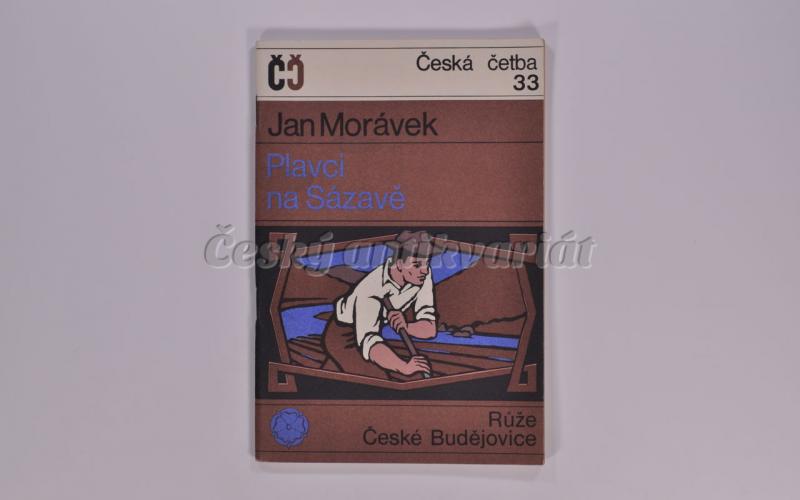 ČČ
Česká četba
33
Jan Morávek
Plavci
na Sázavě
Český antikvariát
Růže
České Budějovice